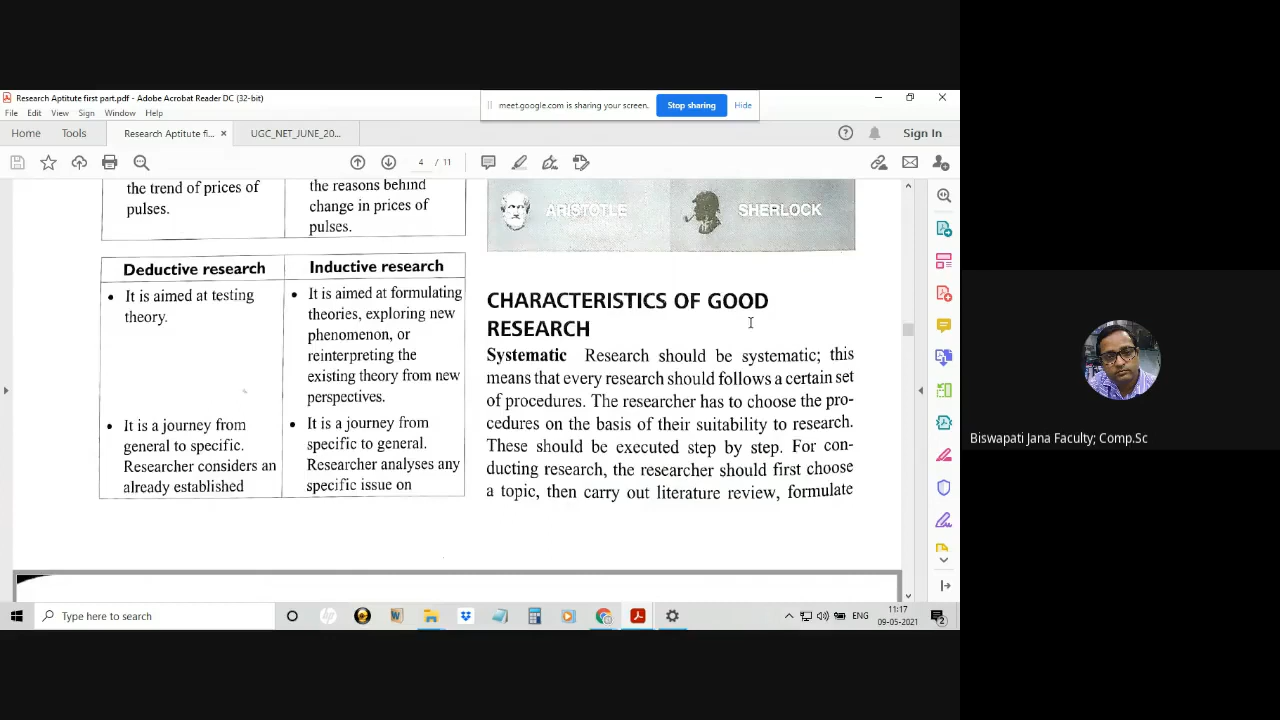 Research Aptitute first part.pdf - Adobe Acrobat Reader DC (32-bit)
meet.google.com is sharing your screen.
Stop sharing
Hide
File Edit View Sign Window Help
Home Tools Research Aptitute fi... × UGC_NET_JUNE_20... Sign In
4 / 11
the trend of prices of
pulses.
the reasons behind
change in prices of
pulses.
Deductive research
• It is aimed at testing
theory.
• It is a journey from
general to specific.
Researcher considers an
already established
Inductive research
• It is aimed at formulating
theories, exploring new
phenomenon, or
reinterpreting the
existing theory from new
perspectives.
• It is a journey from
specific to general.
Researcher analyses any
specific issue on
ARISTOTLE SHERLOCK
CHARACTERISTICS OF GOOD
RESEARCH
Systematic Research should be systematic; this
means that every research should follows a certain set
of procedures. The researcher has to choose the pro-
cedures on the basis of their suitability to research.
These should be executed step by step. For con-
ducting research, the researcher should first choose
a topic, then carry out literature review, formulate
Biswapati Jana Faculty; Comp.Sc
Type here to search
ENG
11:17
09-05-2021
2